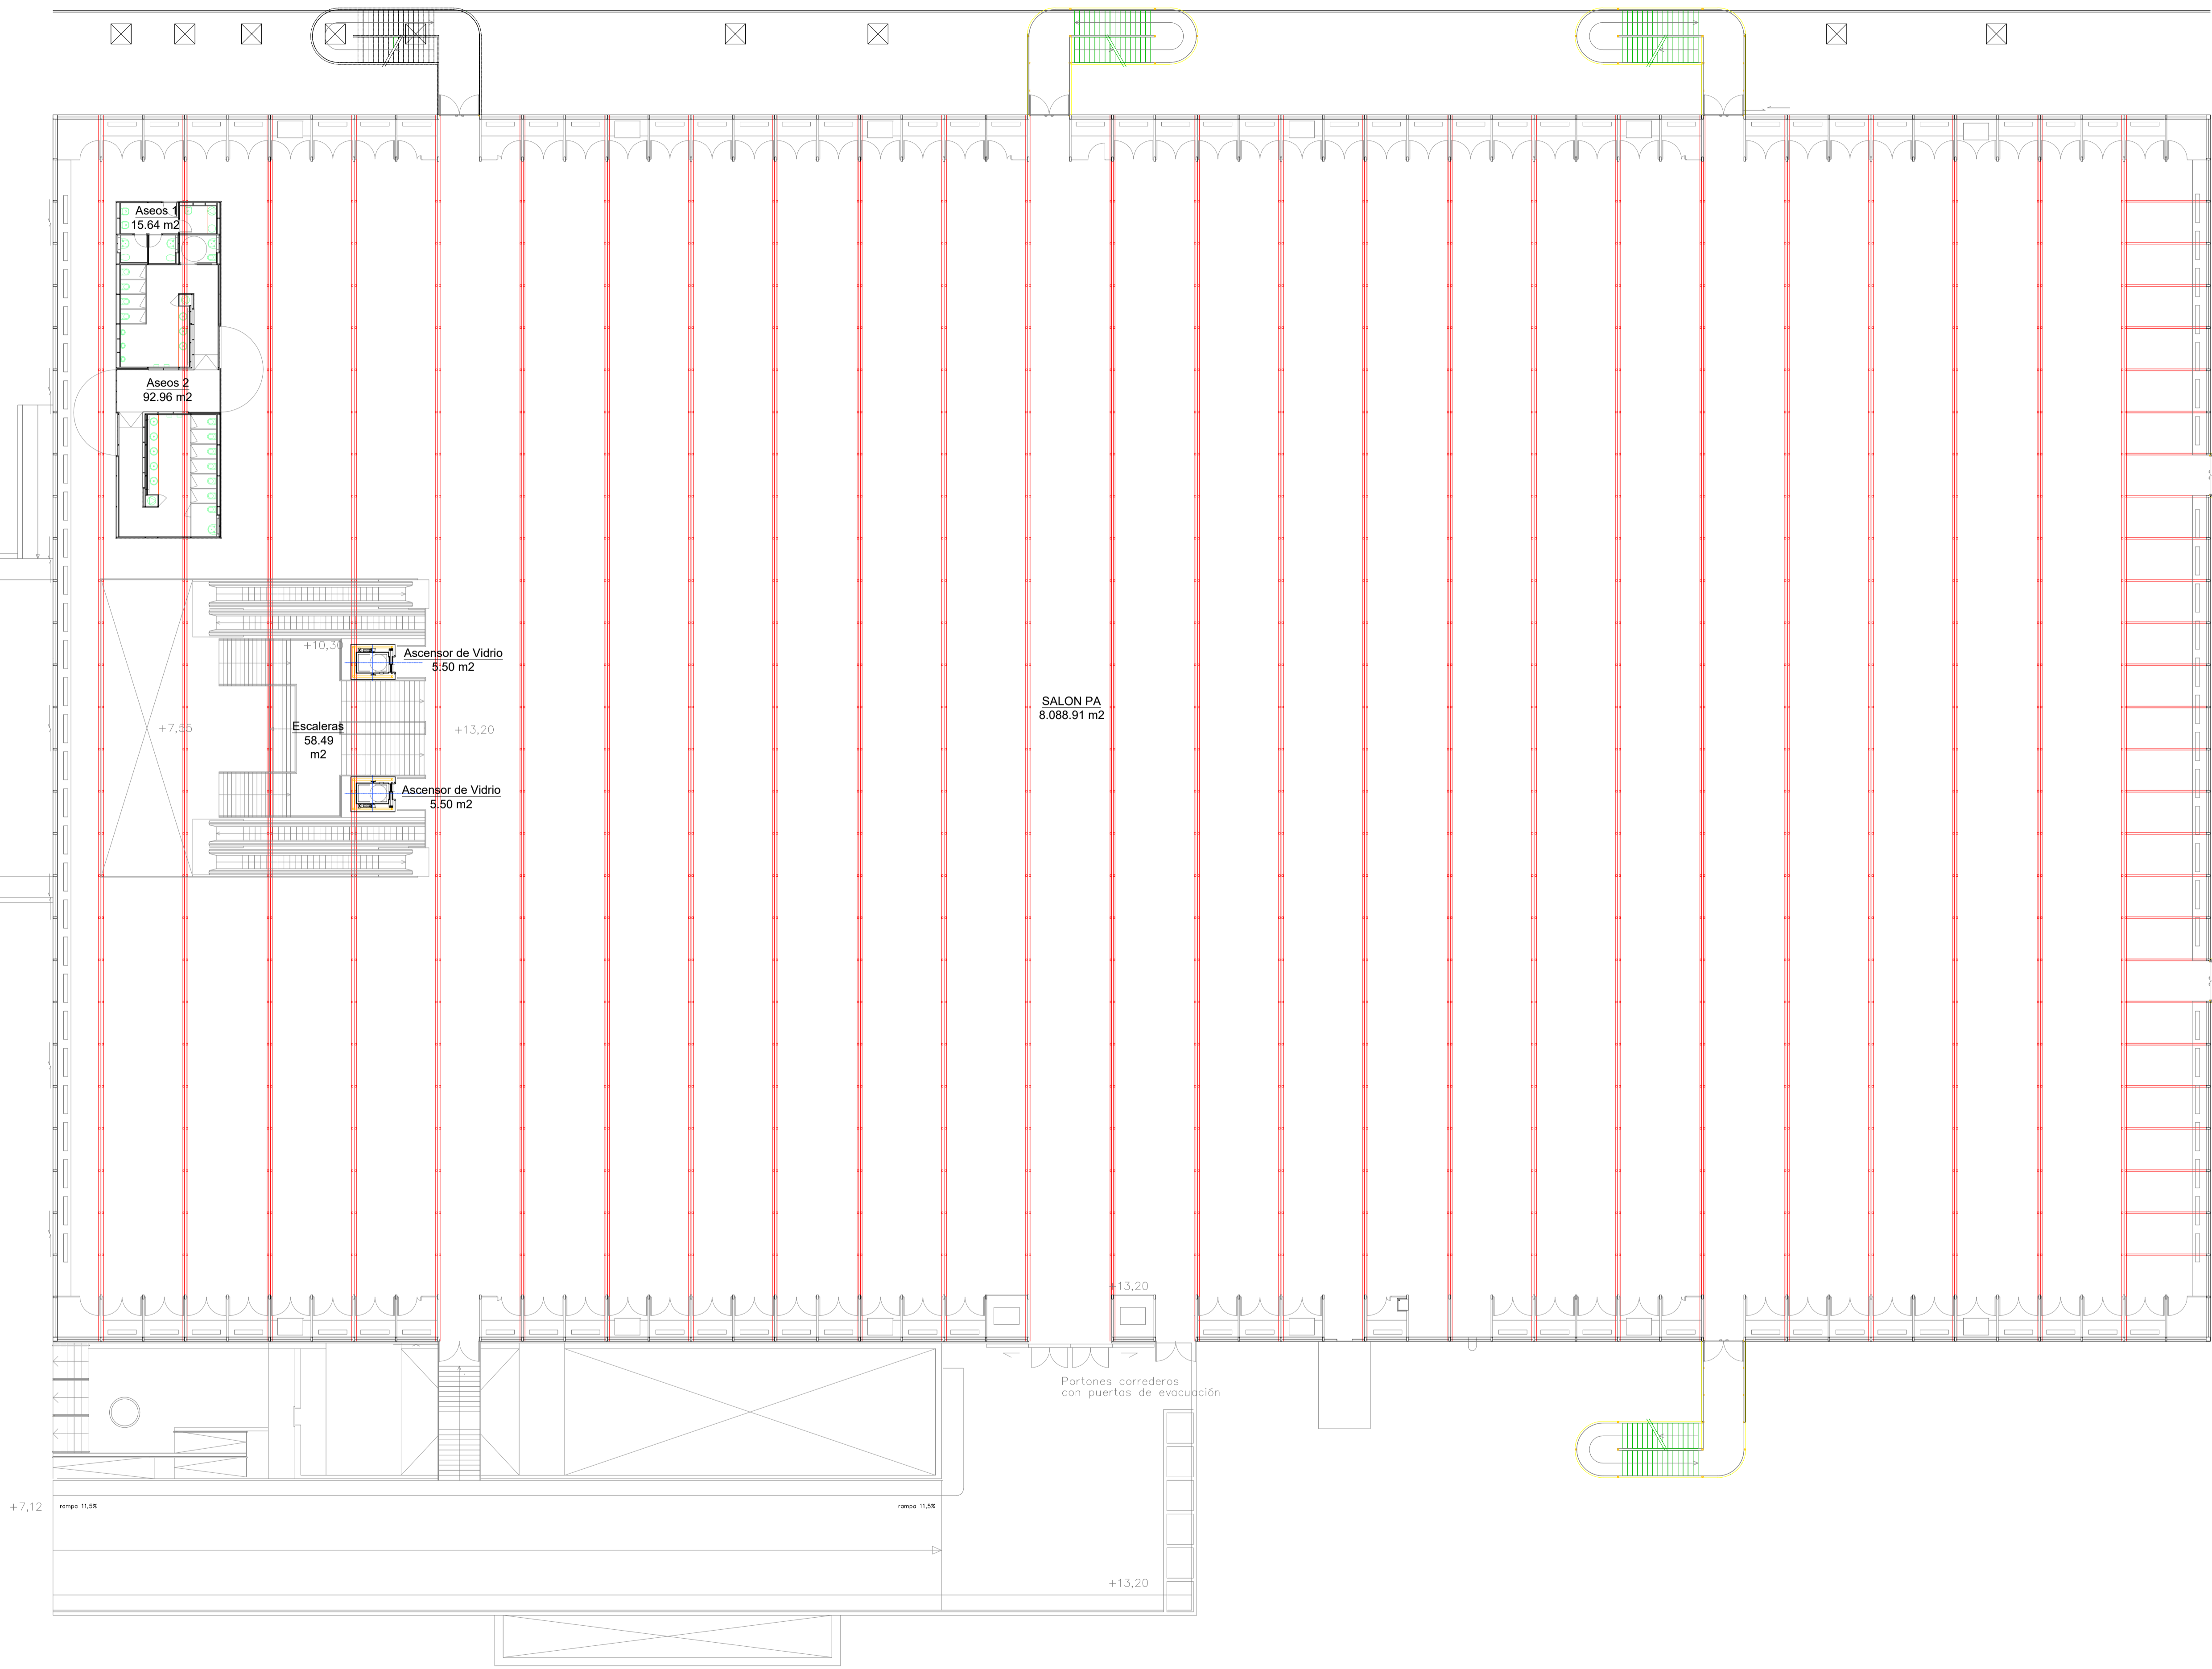 Aseos 1
15.64 m2
Aseos 2
92.96 m2
+10,30
Ascensor de Vidrio
5.50 m2
SALON PA
8.088.91 m2
+7,55
Escaleras
58.49
m2
+13,20
Ascensor de Vidrio
5.50 m2
+13,20
Portones correderos
con puertas de evacuación
+7,12
rampa 11,5%
rampa 11,5%
+13,20